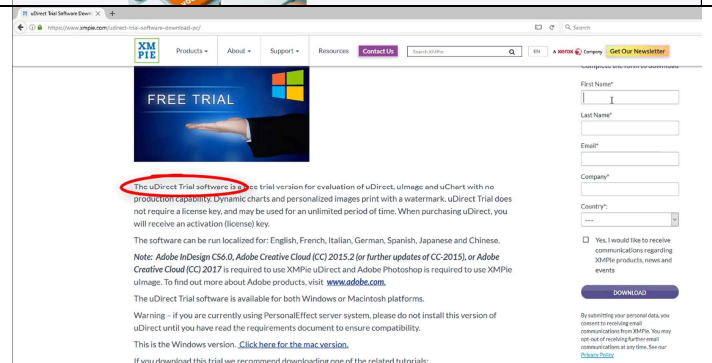 uDirect Trial Software Down
https://www.xmpie.com/udirect-trial-software-download-pc/
Search
XM
PIE
Products
About
Support
Resources
Contact Us
Search XMPie
EN
A xerox Company
Get Our Newsletter
FREE TRIAL
The uDirect Trial software is a free trial version for evaluation of uDirect, uImage and uChart with no
production capability. Dynamic charts and personalized images print with a watermark, uDirect Trial does
not require a license key, and may be used for an unlimited period of time. When purchasing uDirect, you
will receive an activation (license) key.
The software can be run localized for: English, French, Italian, German, Spanish, Japanese and Chinese.
Note: Adobe InDesign CS6.0, Adobe Creative Cloud (CC) 2015.2 (or further updates of CC-2015), or Adobe
Creative Cloud (CC) 2017 is required to use XMPie uDirect and Adobe Photoshop is required to use XMPie
uImage. To find out more about Adobe products, visit www.adobe.com.
The uDirect Trial software is available for both Windows or Macintosh platforms.
Warning – if you are currently using PersonalEffect server system, please do not install this version of
uDirect until you have read the requirements document to ensure compatibility.
This is the Windows version. Click here for the mac version.
If you download this trial we recommend downloading one of the related tutorials:
Complete the form to download
First Name*
Last Name*
Email*
Company*
Country*:
----
Yes, I would like to receive
communications regarding
XMPie products, news and
events
DOWNLOAD
By submitting your personal data, you
consent to receiving email
communications from XMPie. You may
opt-out of receiving further email
communications at any time. See our
Privacy Policy